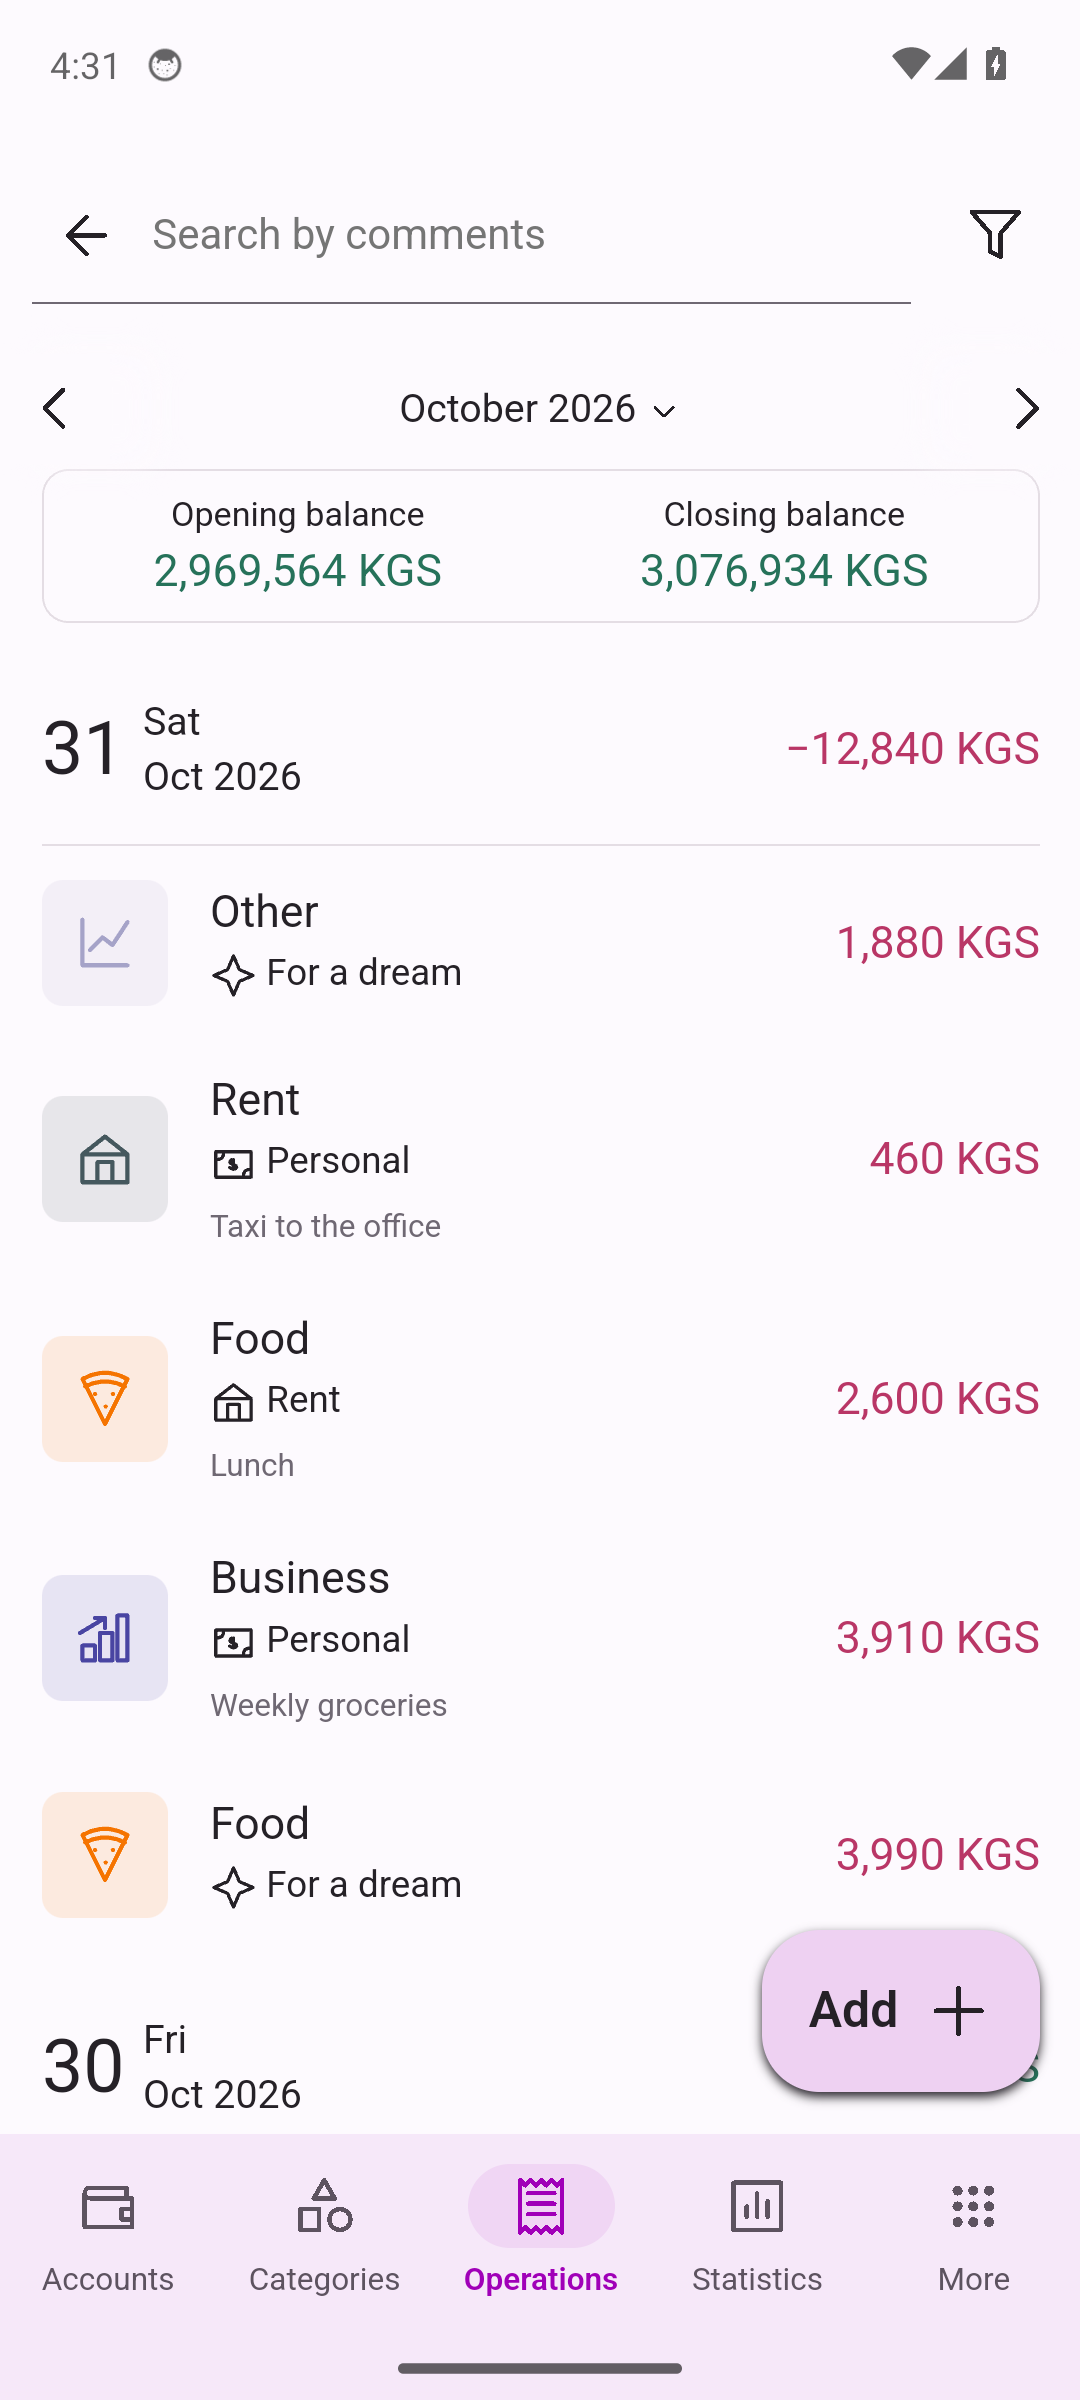 4:31
Search by comments
October 2026
Opening balance
Closing balance
2,969,564 KGS
3,076,934 KGS
31
Sat
Oct 2026
−12,840 KGS
Other
For a dream
1,880 KGS
Rent
Personal
Taxi to the office
460 KGS
Food
Rent
Lunch
2,600 KGS
Business
Personal
Weekly groceries
3,910 KGS
Food
For a dream
3,990 KGS
Add
30
Fri
Oct 2026
Accounts
Categories
Operations
Statistics
More